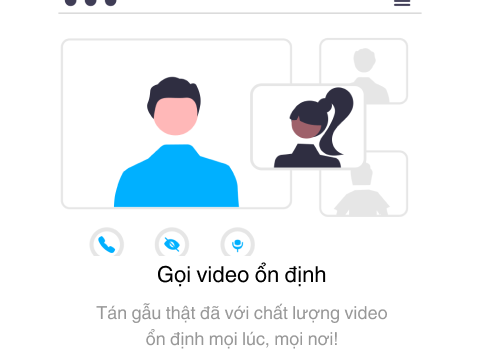 Gọi video ổn định
Tán gẫu thật đã với chất lượng video
ổn định mọi lúc, mọi nơi!